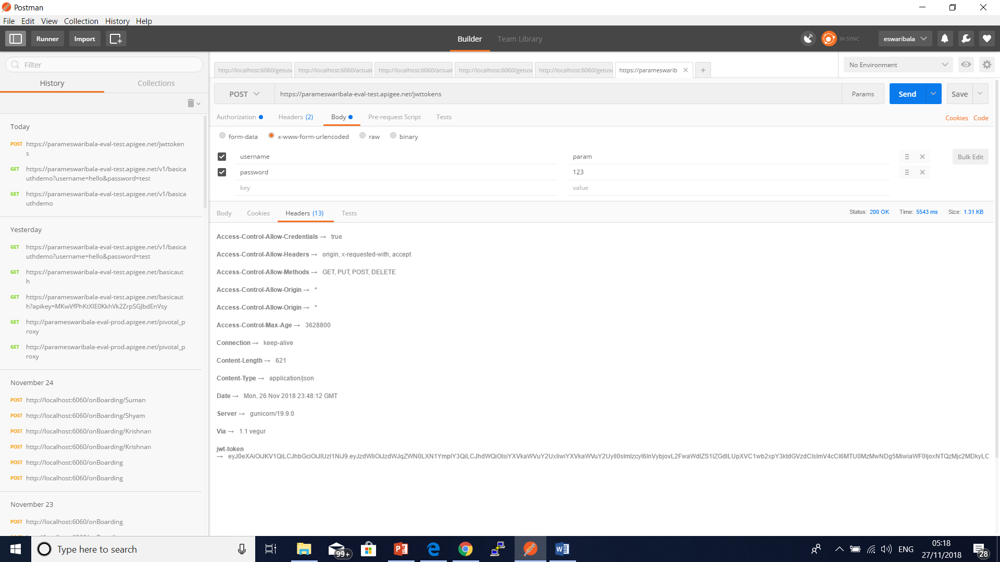 Postman
File Edit View Collection History Help
Runner Import Builder Team Library IN SYNC eswaribala
Filter
History Collections
Today
POST https://parameswaribala-eval-test.apigee.net/jwttoken
s
GET https://parameswaribala-eval-test.apigee.net/v1/basica
uthdemo?username=hello&password=test
GET https://parameswaribala-eval-test.apigee.net/v1/basica
uthdemo
Yesterday
GET https://parameswaribala-eval-test.apigee.net/v1/basica
uthdemo?username=hello&password=test
GET https://parameswaribala-eval-test.apigee.net/basicaut
h
GET https://parameswaribala-eval-test.apigee.net/basicaut
GET http://parameswaribala-eval-prod.apigee.net/pivotal_p
roxy
GET http://parameswaribala-eval-prod.apigee.net/pivotal_p
roxy
November 24
POST http://localhost:6060/onBoarding/Suman
POST http://localhost:6060/onBoarding/Shyam
POST http://localhost:6060/onBoarding/Krishnan
POST http://localhost:6060/onBoarding/Krishnan
POST http://localhost:6060/onBoarding
POST http://localhost:6060/onBoarding
November 23
POST http://localhost:6060/onBoarding
http://localhost:6060/getuse http://localhost:6060/actuat http://localhost:6060/actuat http://localhost:6060/getuse http://localhost:6060/getuse https://parameswarib
No Environment
POST https://parameswaribala-eval-test.apigee.net/jwttokens Params Send Save
Authorization Headers (2) Body Pre-request Script Tests Cookies Code
form-data x-www-form-urlencoded raw binary
username param Bulk Edit
password 123
key value
Body Cookies Headers (13) Tests Status: 200 OK Time: 5543 ms Size: 1.31 KB
Access-Control-Allow-Credentials → true
Access-Control-Allow-Headers → origin, x-requested-with, accept
Access-Control-Allow-Methods → GET, PUT, POST, DELETE
Access-Control-Allow-Origin → *
Access-Control-Allow-Origin → *
Access-Control-Max-Age → 3628800
Connection → keep-alive
Content-Length → 621
Content-Type → application/json
Date → Mon, 26 Nov 2018 23:48:12 GMT
Server → gunicorn/19.9.0
Via → 1.1 vegur
jwt-token
Type here to search 99+ ENG 05:18
27/11/2018 28